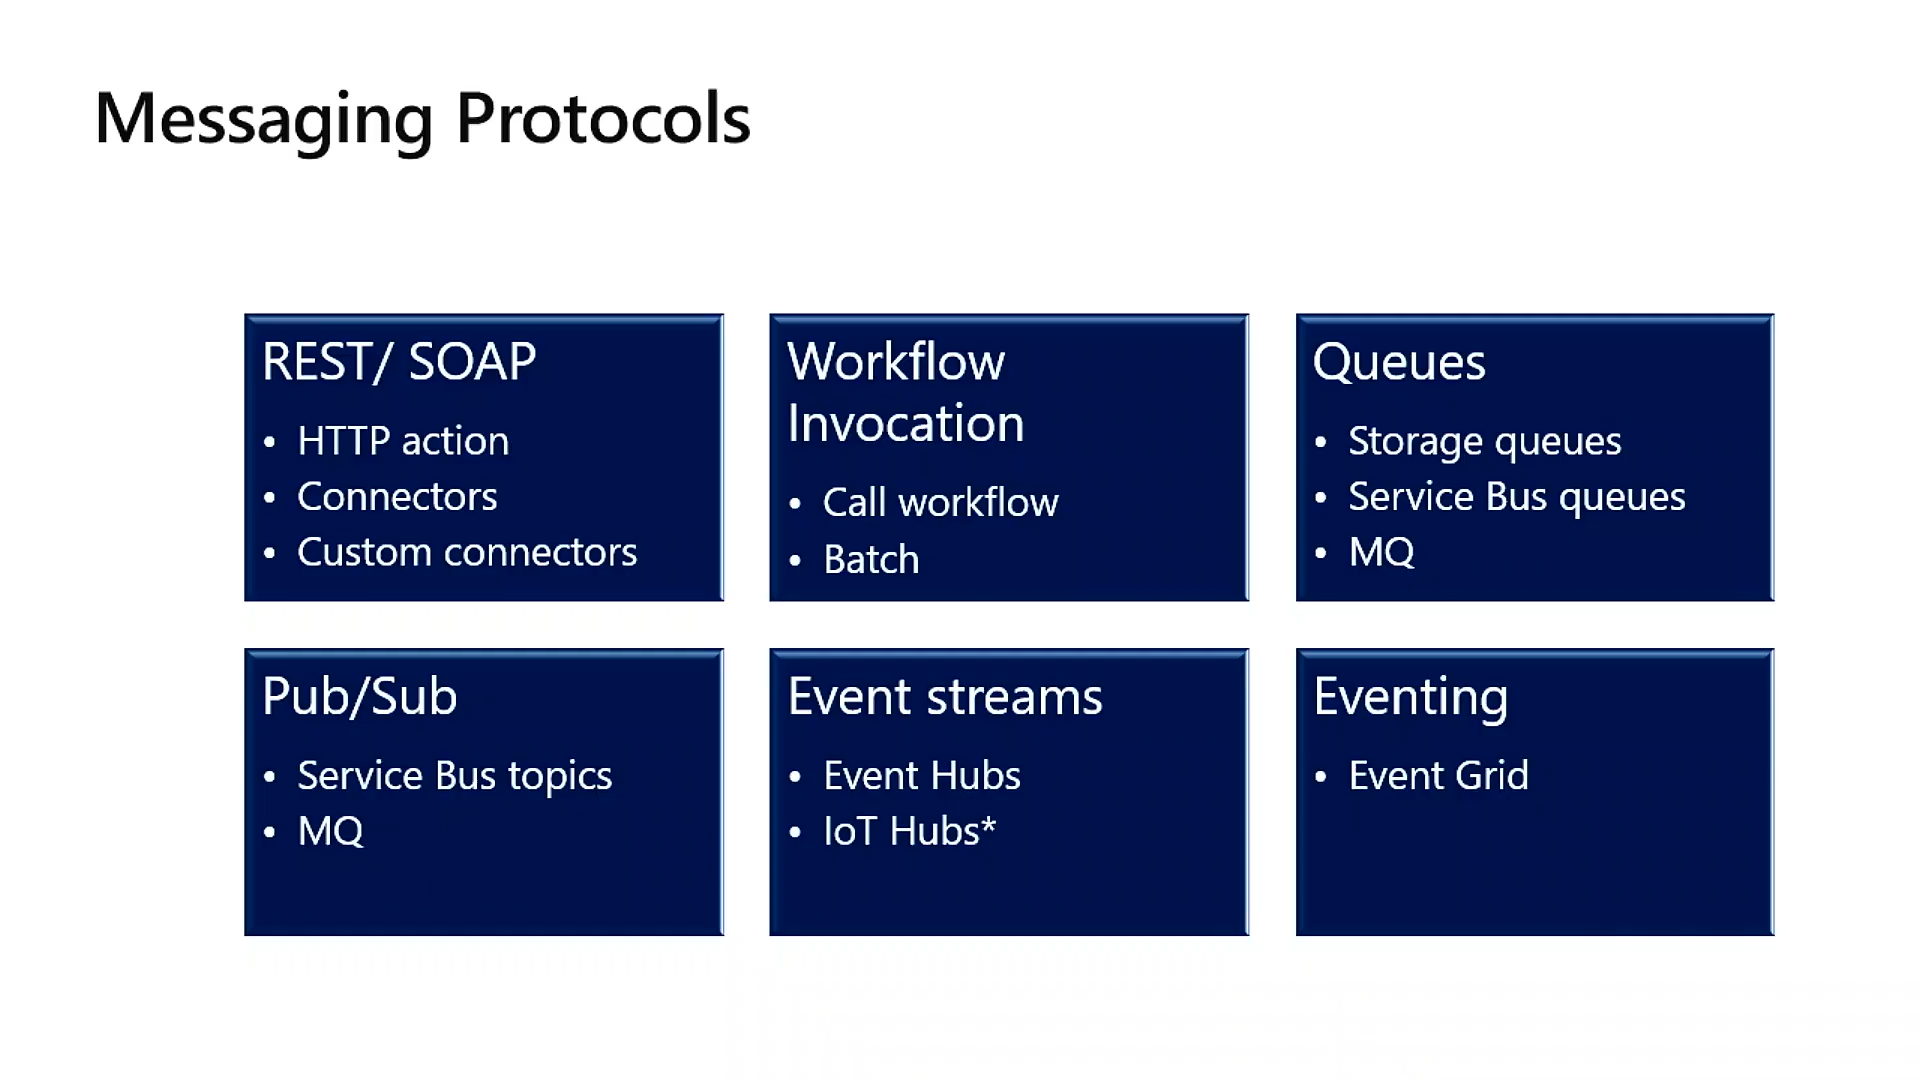 Messaging Protocols
REST/ SOAP
• HTTP action
• Connectors
• Custom connectors
Workflow
Invocation
• Call workflow
• Batch
Queues
• Storage queues
• Service Bus queues
• MQ
Pub/Sub
• Service Bus topics
• MQ
Event streams
• Event Hubs
• IoT Hubs*
Eventing
• Event Grid